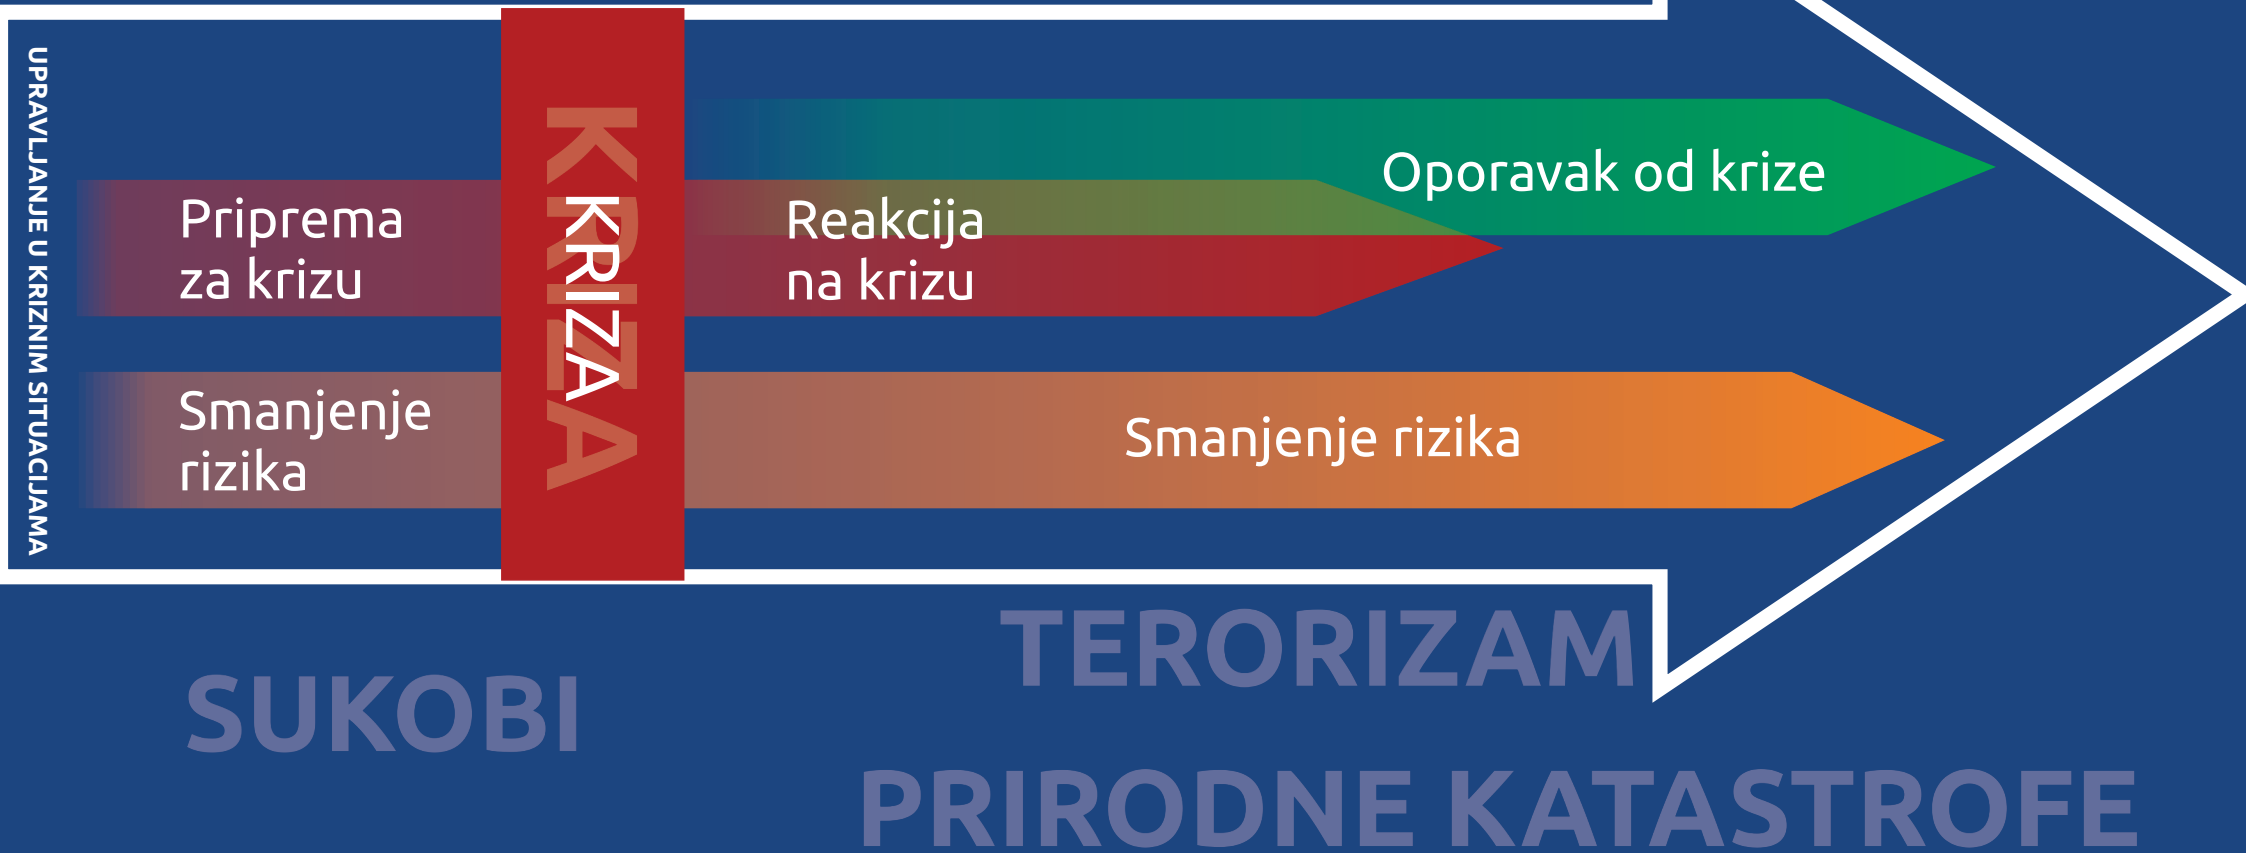 UPRAVLJANJE U KRIZNIM SITUACIJAMA
Priprema
za krizu
Smanjenje
rizika
KRIZA
KRIZA
Oporavak od krize
Reakcija
na krizu
Smanjenje rizika
TERORIZAM
SUKOBI
PRIRODNE KATASTROFE